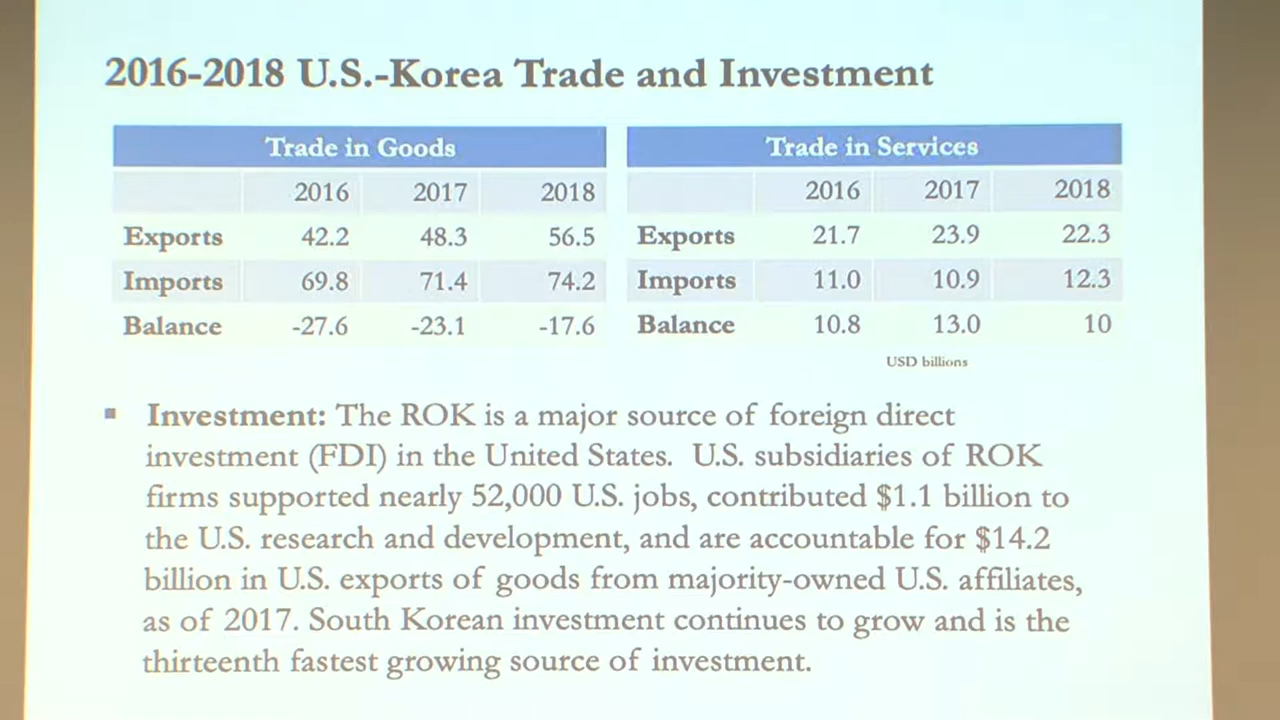 2016-2018 U.S.-Korea Trade and Investment
Trade in Goods
2016 2017 2018
Exports 42.2 48.3 56.5
Imports 69.8 71.4 74.2
Balance -27.6 -23.1 -17.6
Trade in Services
2016 2017 2018
Exports 21.7 23.9 22.3
Imports 11.0 10.9 12.3
Balance 10.8 13.0 10
USD billions
▪ Investment: The ROK is a major source of foreign direct
investment (FDI) in the United States. U.S. subsidiaries of ROK
firms supported nearly 52,000 U.S. jobs, contributed $1.1 billion to
the U.S. research and development, and are accountable for $14.2
billion in U.S. exports of goods from majority-owned U.S. affiliates,
as of 2017. South Korean investment continues to grow and is the
thirteenth fastest growing source of investment.